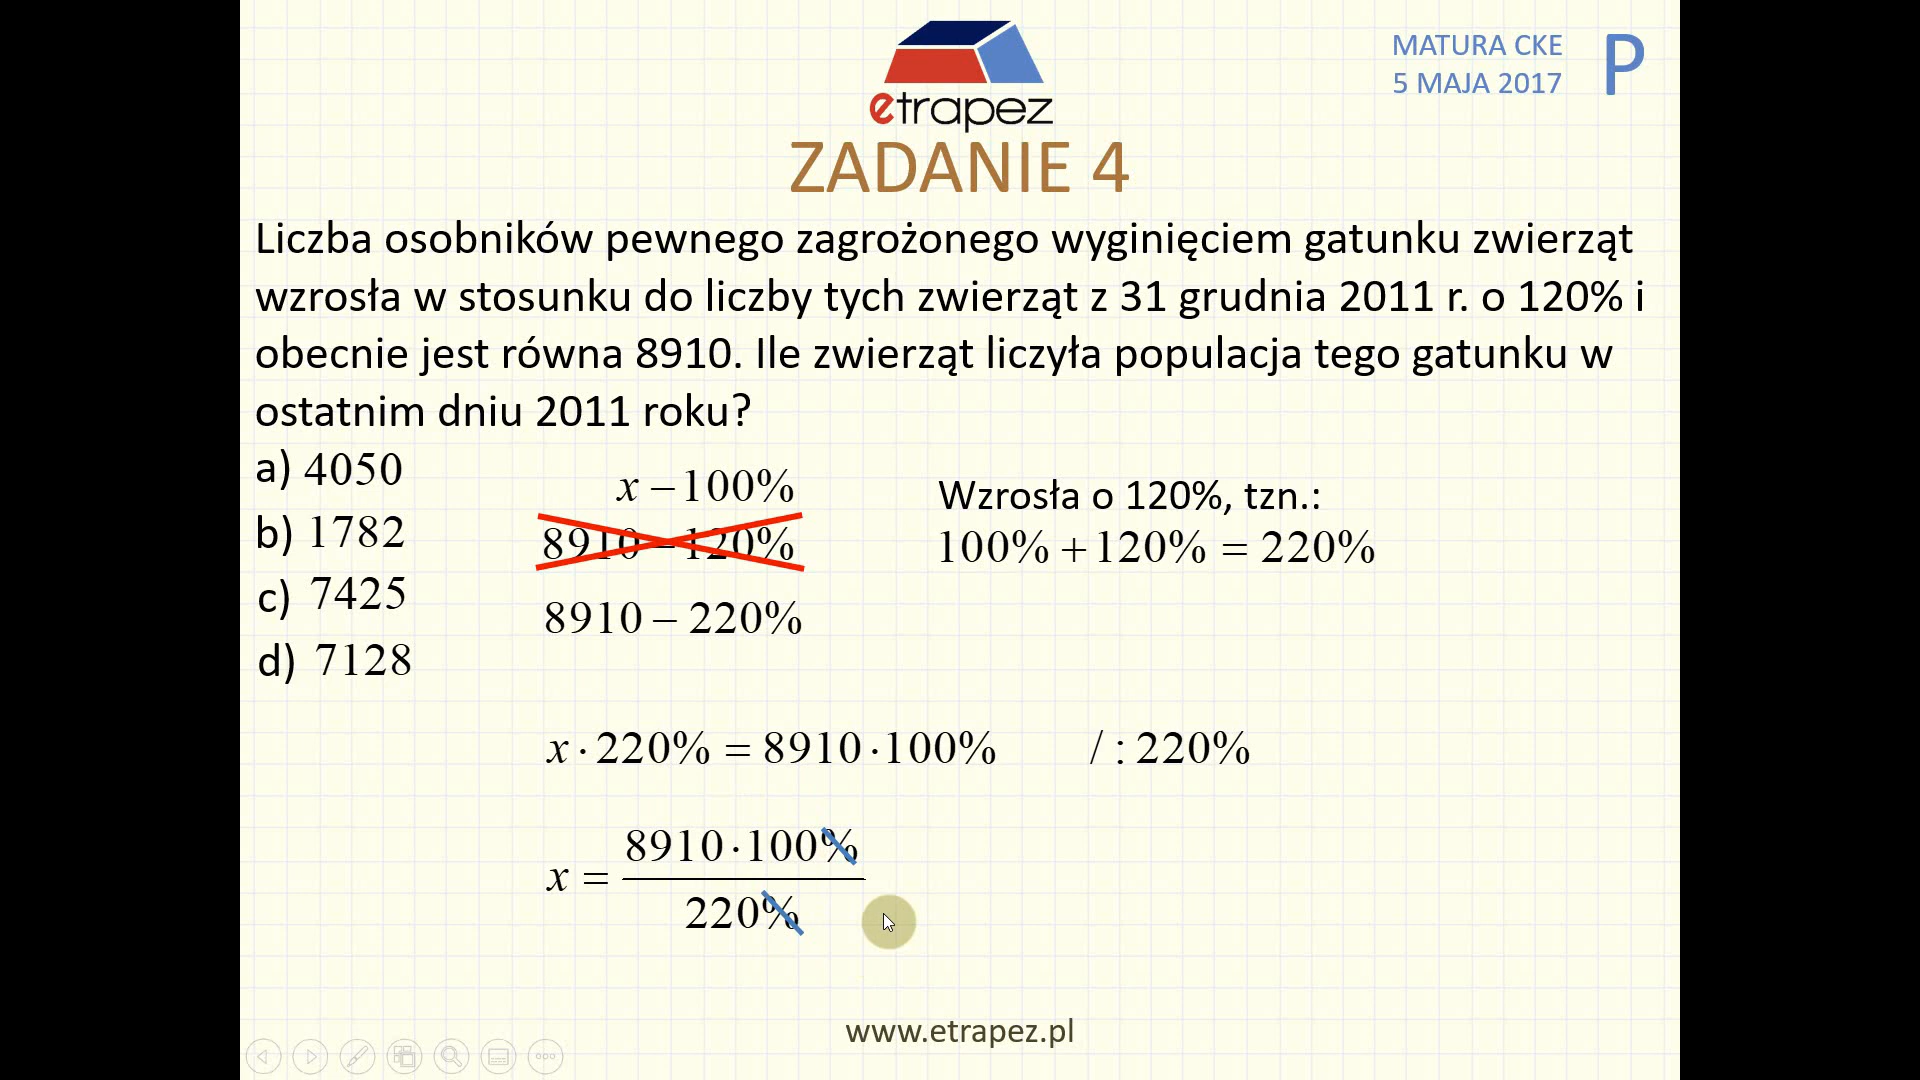 etrapez
MATURA CKE
5 MAJA 2017
P
ZADANIE 4
Liczba osobników pewnego zagrożonego wyginięciem gatunku zwierząt
wzrosła w stosunku do liczby tych zwierząt z 31 grudnia 2011 r. o 120% i
obecnie jest równa 8910. Ile zwierząt liczyła populacja tego gatunku w
ostatnim dniu 2011 roku?
a) 4050
b) 1782
c) 7425
d) 7128
x – 100%
8910 – 120%
8910 – 220%
Wzrosła o 120%, tzn.:
100% + 120% = 220%
x · 220% = 8910 · 100% / : 220%
x = 8910 · 100% / 220%
www.etrapez.pl